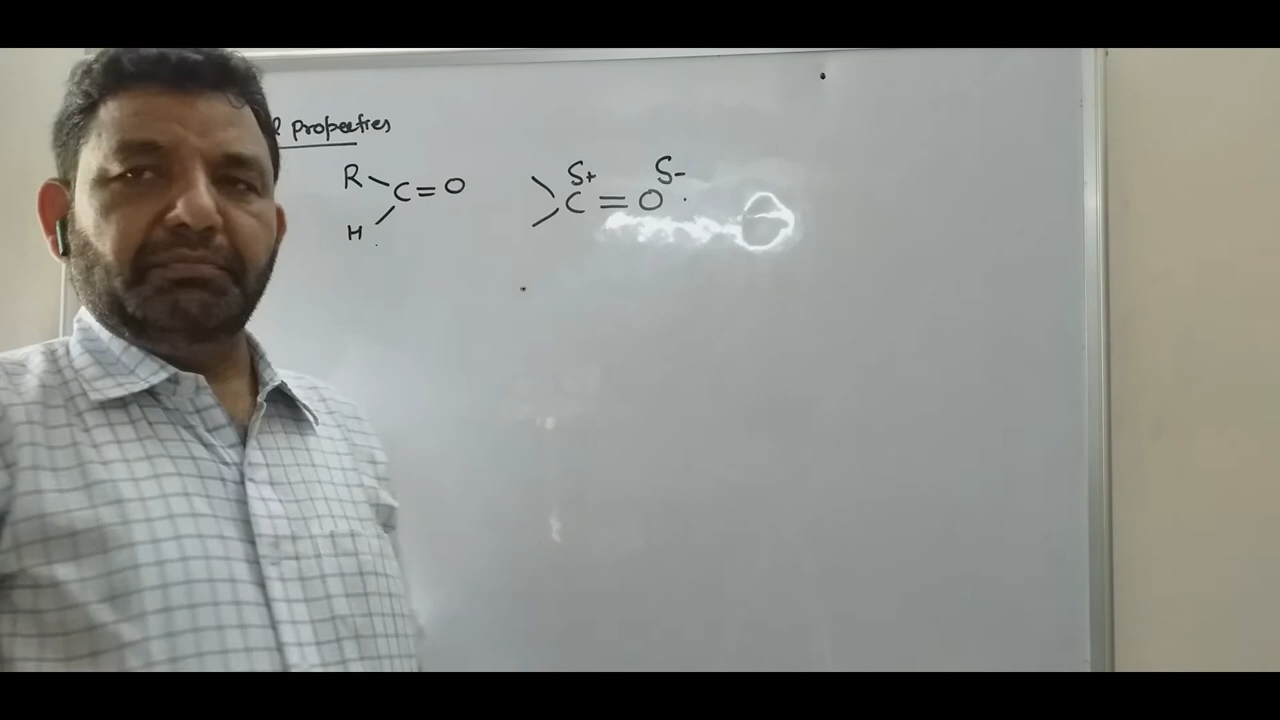 properties
R
C=O
H
δ+ δ-
C=O